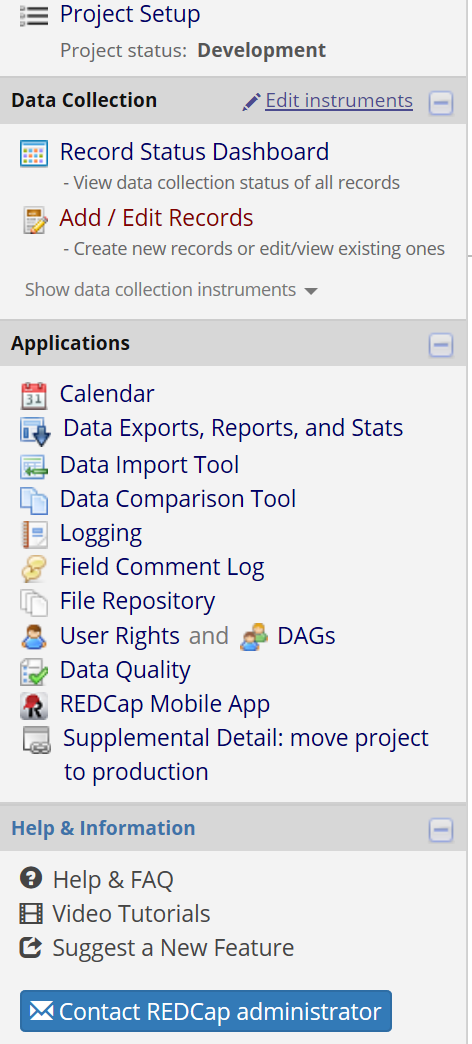 Project Setup
Project status: Development
Data Collection Edit instruments
Record Status Dashboard
- View data collection status of all records
Add / Edit Records
- Create new records or edit/view existing ones
Show data collection instruments
Applications
31 Calendar
Data Exports, Reports, and Stats
Data Import Tool
Data Comparison Tool
Logging
Field Comment Log
File Repository
User Rights and DAGs
Data Quality
REDCap Mobile App
Supplemental Detail: move project
to production
Help & Information
Help & FAQ
Video Tutorials
Suggest a New Feature
Contact REDCap administrator